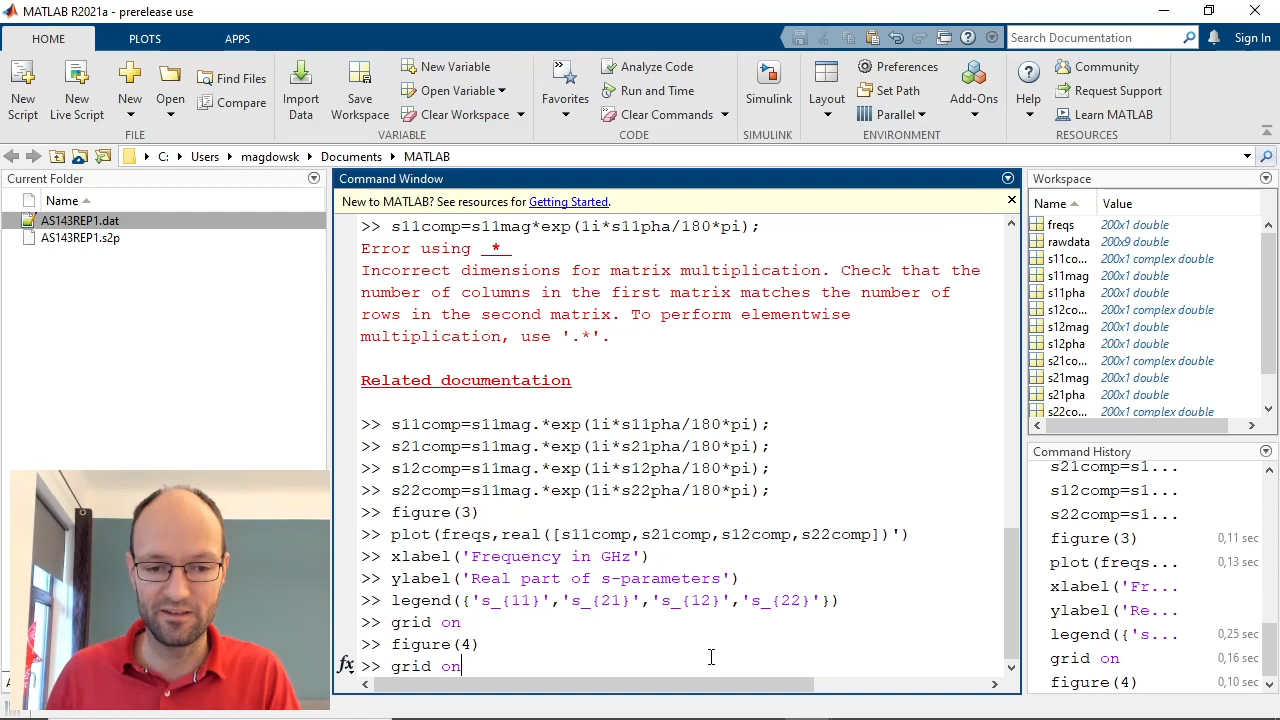 MATLAB R2021a - prerelease use
HOME PLOTS APPS
Search Documentation
Sign In
New Script
New Live Script
New
Open
Find Files
Compare
FILE
Import Data
Save Workspace
New Variable
Open Variable
Clear Workspace
VARIABLE
Favorites
Analyze Code
Run and Time
Clear Commands
CODE
Simulink
SIMULINK
Layout
Preferences
Set Path
Parallel
Add-Ons
ENVIRONMENT
Help
Community
Request Support
Learn MATLAB
RESOURCES
C: Users magdowsk Documents MATLAB
Current Folder
Name
AS143REP1.dat
AS143REP1.s2p
Command Window
New to MATLAB? See resources for Getting Started.
>> s11comp=s11mag*exp(1i*s11pha/180*pi);
Error using *
Incorrect dimensions for matrix multiplication. Check that the
number of columns in the first matrix matches the number of
rows in the second matrix. To perform elementwise
multiplication, use '.*'.
Related documentation
>> s11comp=s11mag.*exp(1i*s11pha/180*pi);
>> s21comp=s11mag.*exp(1i*s21pha/180*pi);
>> s12comp=s11mag.*exp(1i*s12pha/180*pi);
>> s22comp=s11mag.*exp(1i*s22pha/180*pi);
>> figure(3)
>> plot(freqs,real([s11comp,s21comp,s12comp,s22comp])')
>> xlabel('Frequency in GHz')
>> ylabel('Real part of s-parameters')
>> legend({'s_{11}','s_{21}','s_{12}','s_{22}'})
>> grid on
>> figure(4)
fx >> grid on
Workspace
Name Value
freqs 200x1 double
rawdata 200x9 double
s11co... 200x1 complex double
s11mag 200x1 double
s11pha 200x1 double
s12co... 200x1 complex double
s12mag 200x1 double
s12pha 200x1 double
s21co... 200x1 complex double
s21mag 200x1 double
s21pha 200x1 double
s22co... 200x1 complex double
Command History
s21comp=s1...
s12comp=s1...
s22comp=s1...
figure(3) 0,11 sec
plot(freqs... 0,13 sec
xlabel('Fr...
ylabel('Re...
legend({'s... 0,25 sec
grid on 0,16 sec
figure(4) 0,10 sec